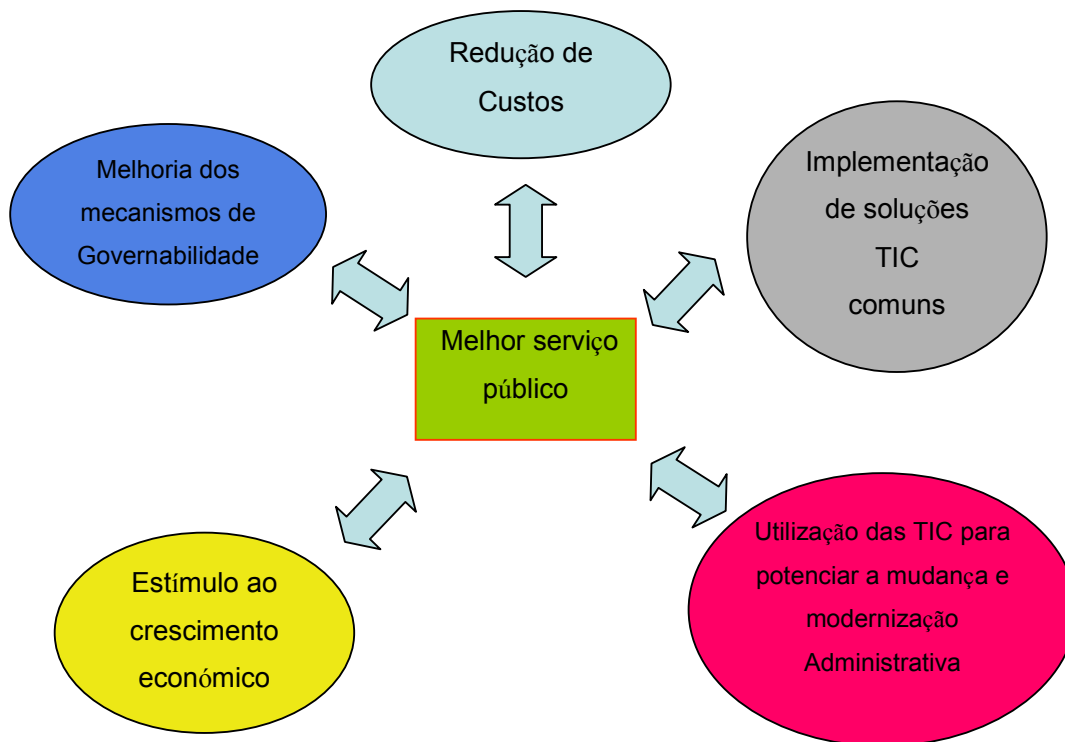 Redução de
Custos
Melhoria dos
mecanismos de
Governabilidade
Implementação
de soluções
TIC
comuns
Melhor serviço
público
Estímulo ao
crescimento
económico
Utilização das TIC para
potenciar a mudança e
modernização
Administrativa